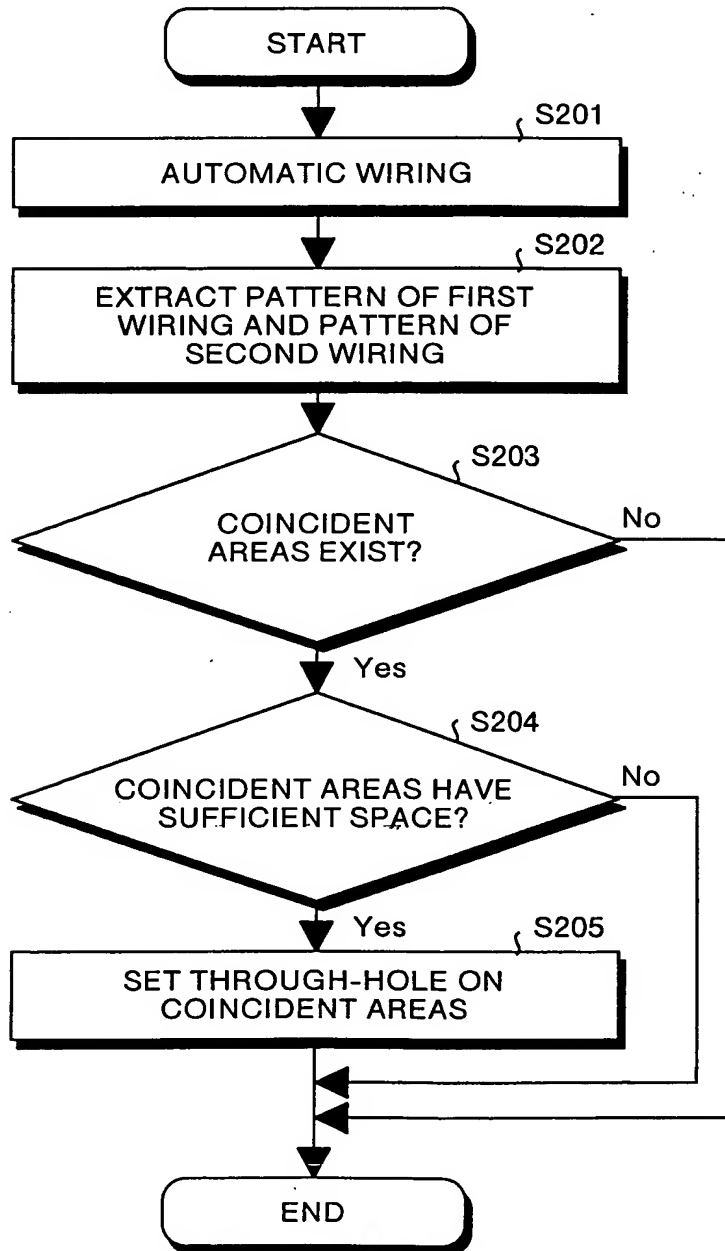 START
S201
AUTOMATIC WIRING
S202
EXTRACT PATTERN OF FIRST
WIRING AND PATTERN OF
SECOND WIRING
S203
COINCIDENT
AREAS EXIST?
No
Yes
S204
COINCIDENT AREAS HAVE
SUFFICIENT SPACE?
No
Yes
S205
SET THROUGH-HOLE ON
COINCIDENT AREAS
END